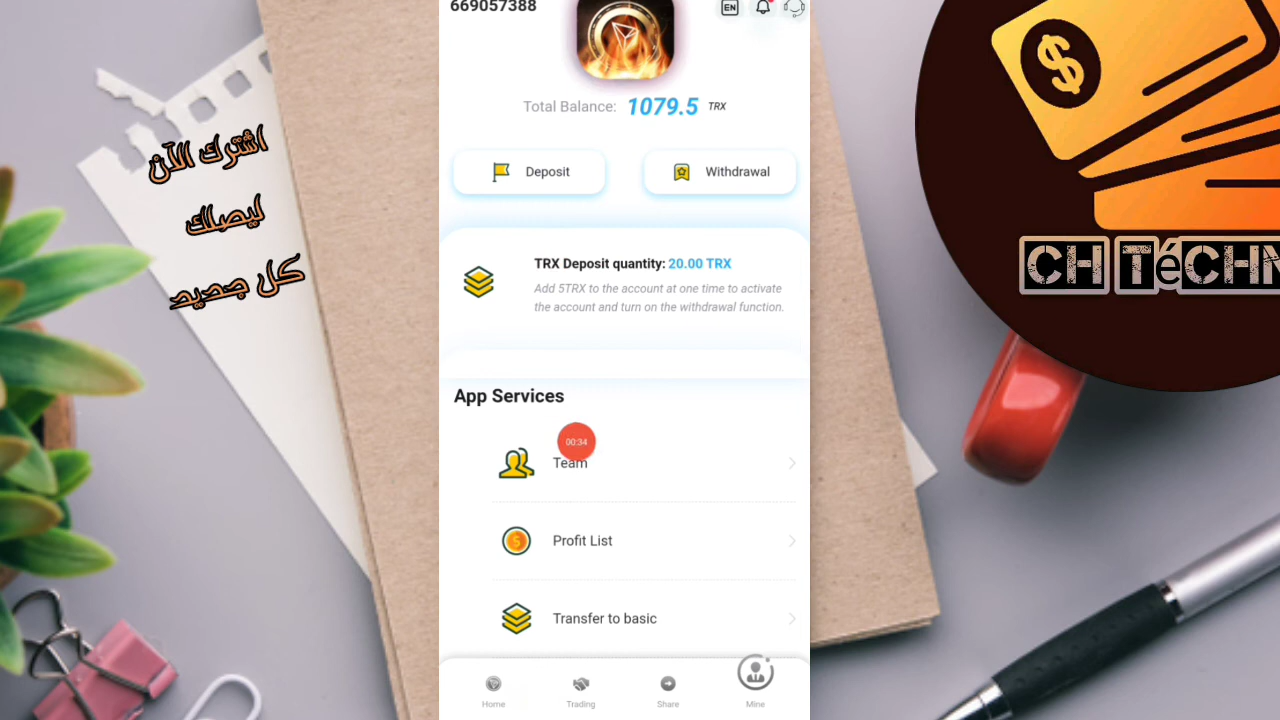 669057388
EN
Total Balance: 1079.5 TRX
Deposit
Withdrawal
TRX Deposit quantity: 20.00 TRX
Add 5TRX to the account at one time to activate
the account and turn on the withdrawal function.
App Services
00:34
Team
Profit List
Transfer to basic
Home
Trading
Share
Mine
اشترك الآن
ليصلك
كل جديد
CH TéCHN